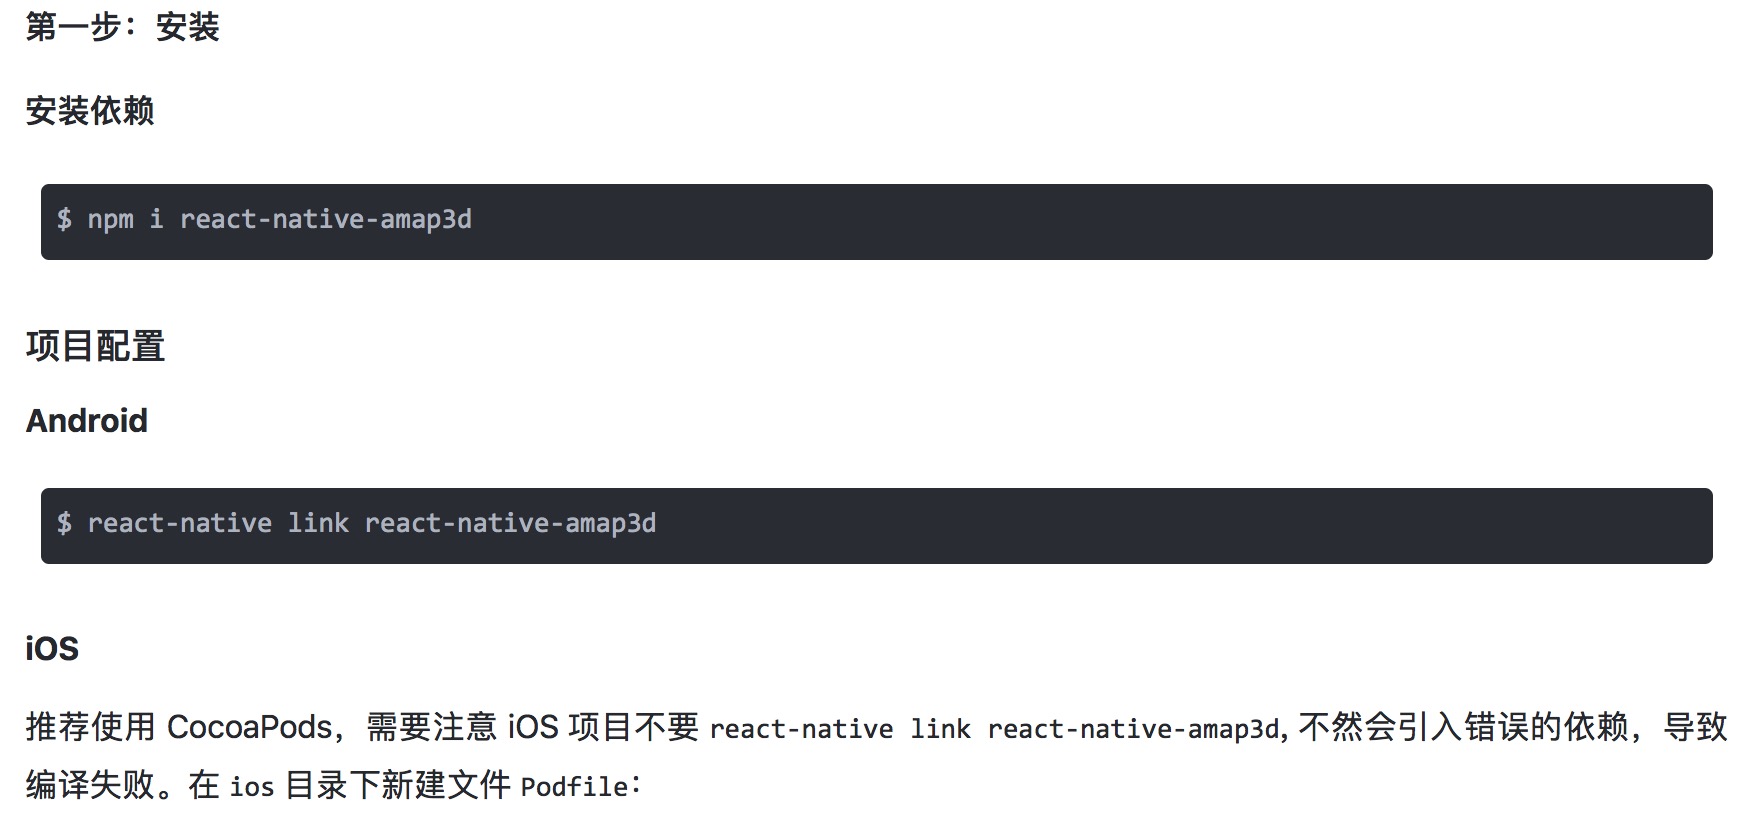 第一步：安装
安装依赖
$ npm i react-native-amap3d
项目配置
Android
$ react-native link react-native-amap3d
iOS
推荐使用 CocoaPods，需要注意 iOS 项目不要 react-native link react-native-amap3d, 不然会引入错误的依赖，导致
编译失败。在 ios 目录下新建文件 Podfile：